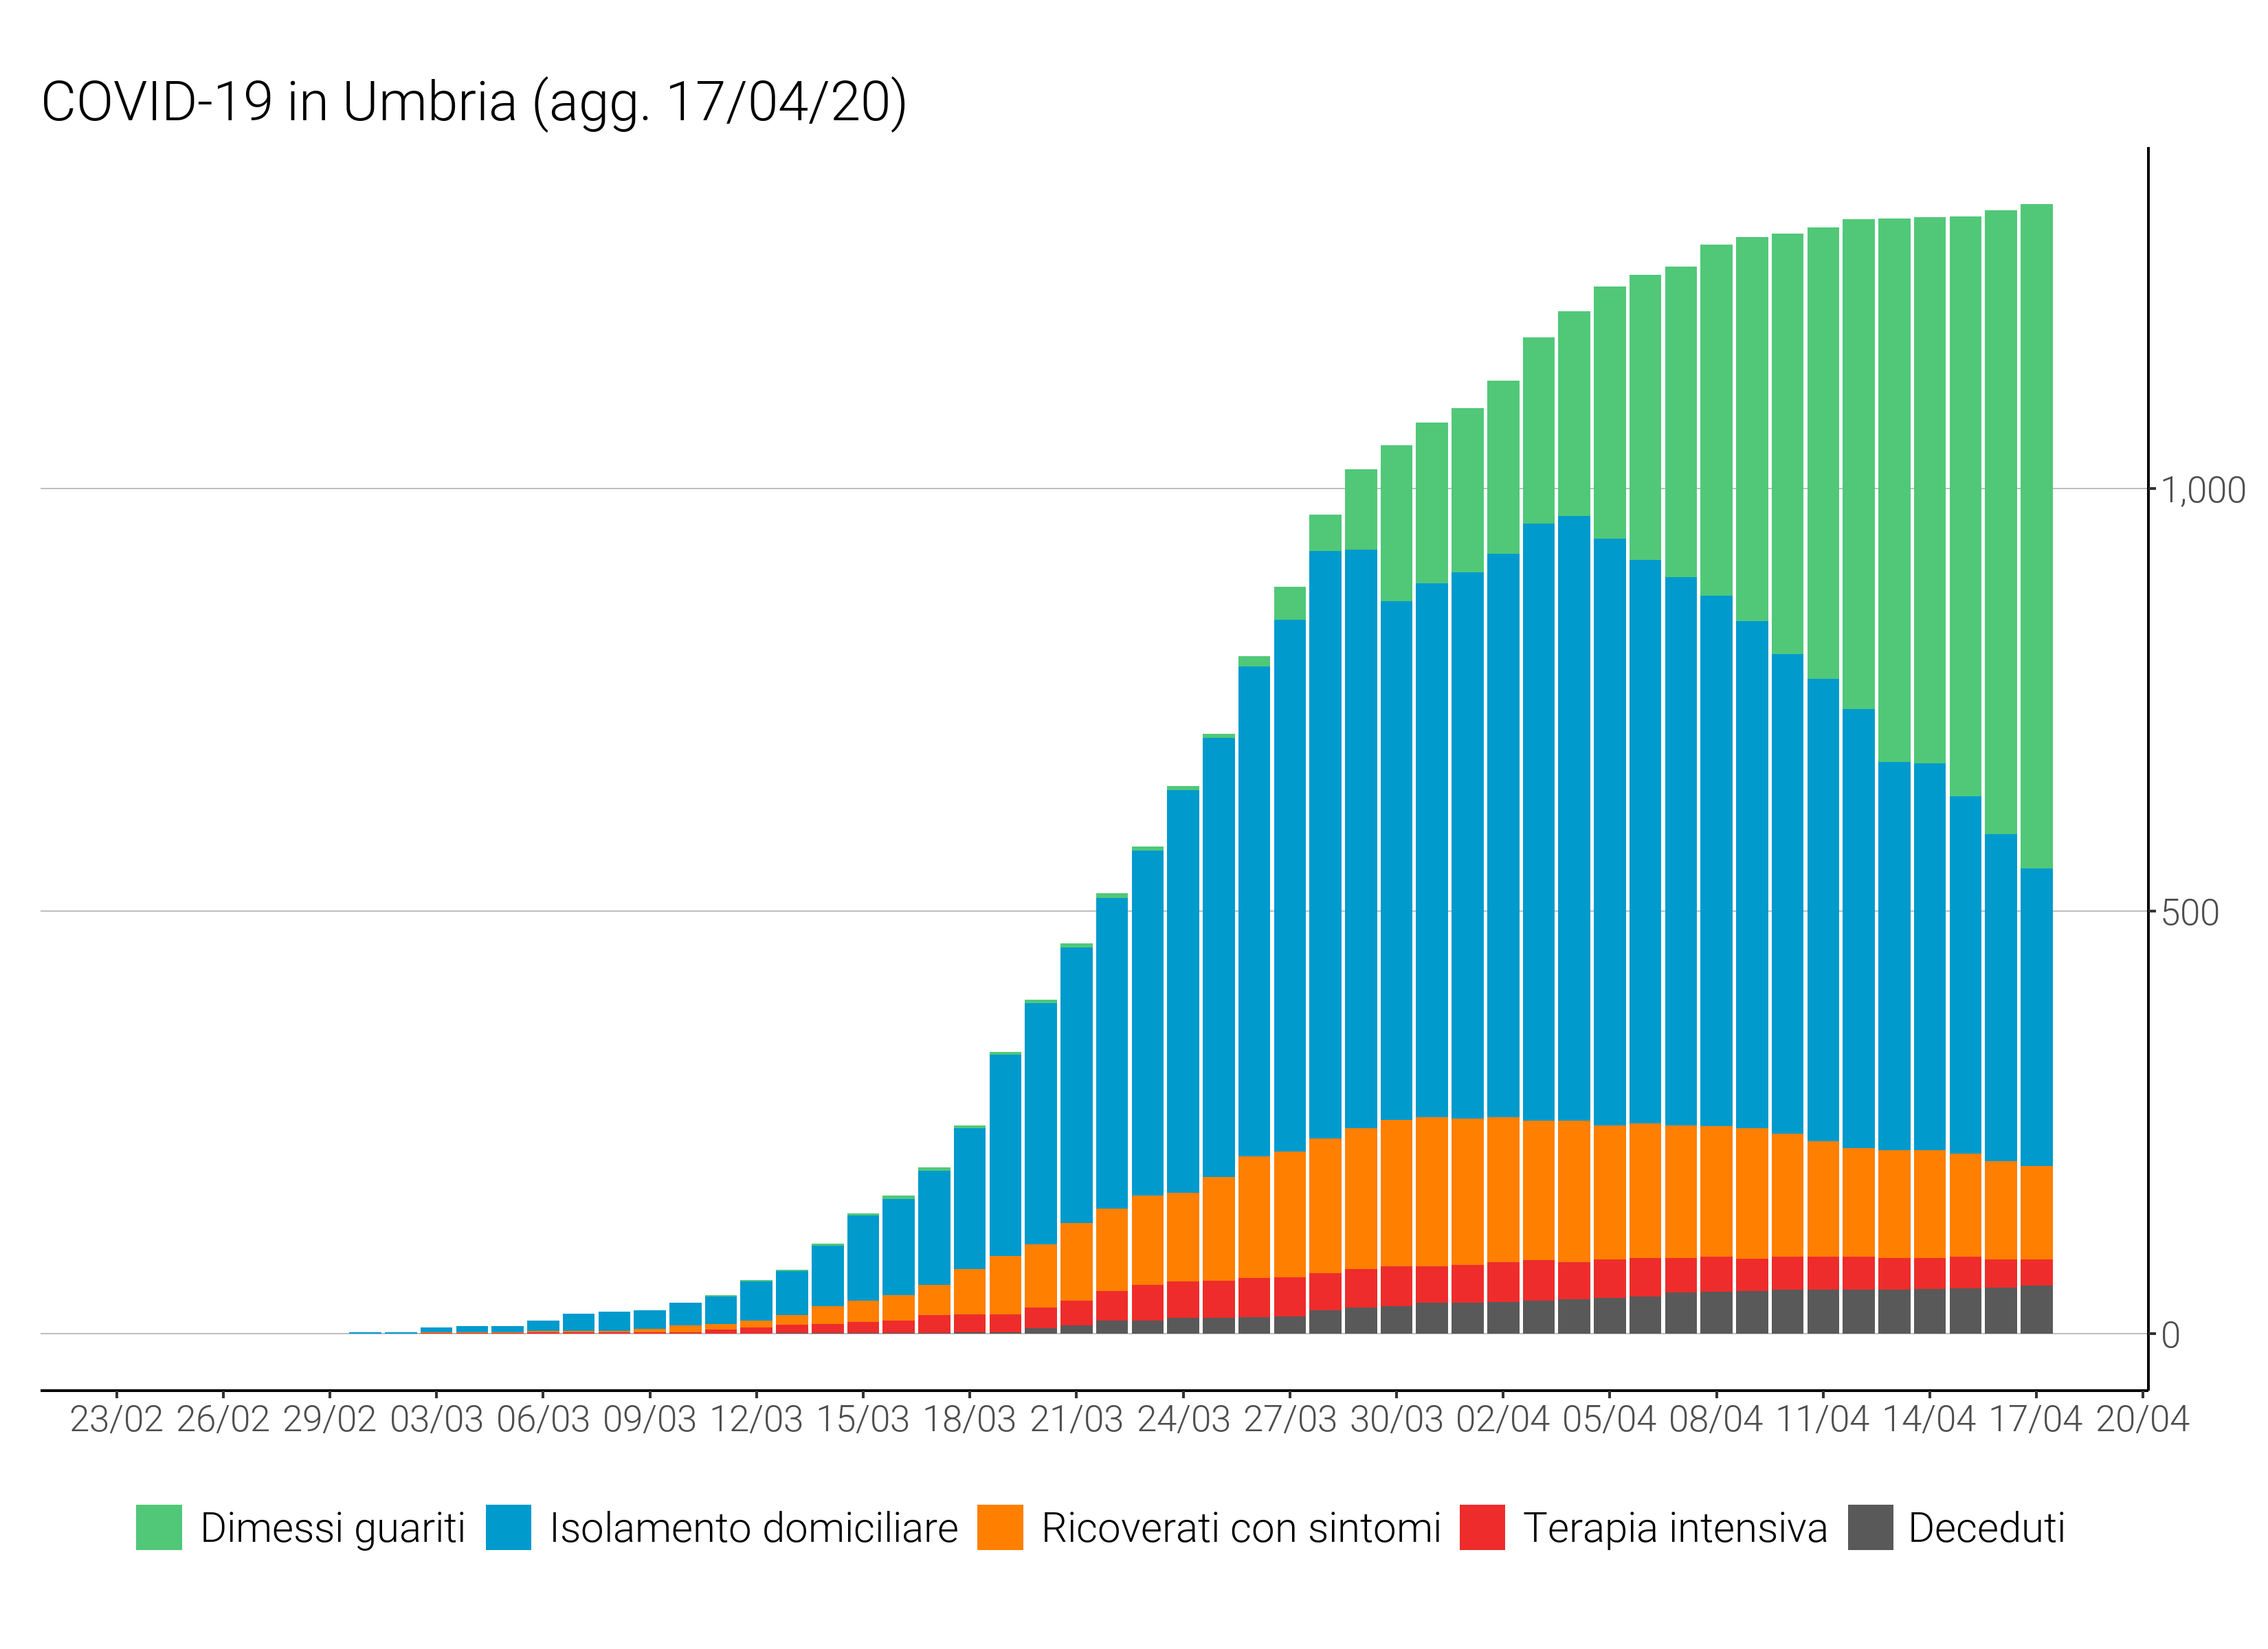 COVID-19 in Umbria (agg. 17/04/20)
1,000
500
0
23/02 26/02 29/02 03/03 06/03 09/03 12/03 15/03 18/03 21/03 24/03 27/03 30/03 02/04 05/04 08/04 11/04 14/04 17/04 20/04
Dimessi guariti Isolamento domiciliare Ricoverati con sintomi Terapia intensiva Deceduti